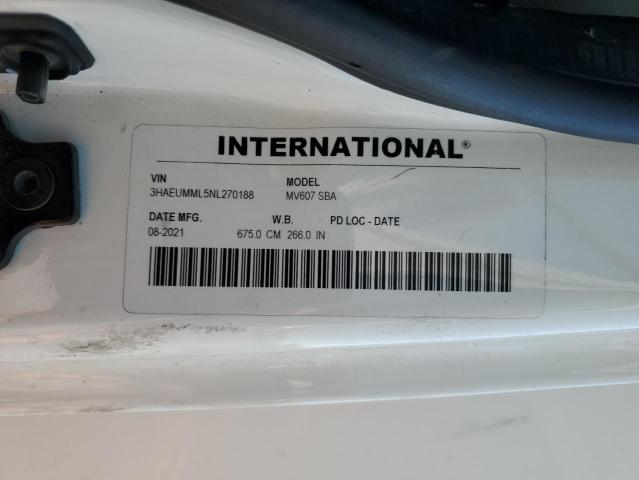 INTERNATIONAL®
VIN MODEL
3HAEUMML5NL270188 MV607 SBA
DATE MFG. W.B. PD LOC - DATE
08-2021 675.0 CM 266.0 IN